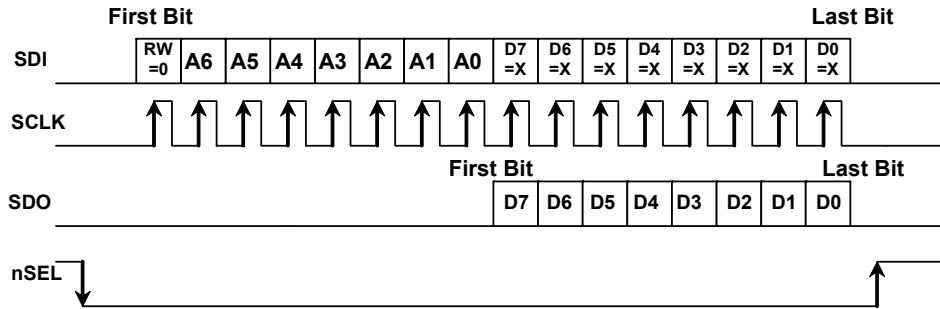 First Bit Last Bit
SDI RW =0 A6 A5 A4 A3 A2 A1 A0 D7 =X D6 =X D5 =X D4 =X D3 =X D2 =X D1 =X D0 =X
SCLK
First Bit Last Bit
SDO D7 D6 D5 D4 D3 D2 D1 D0
nSEL